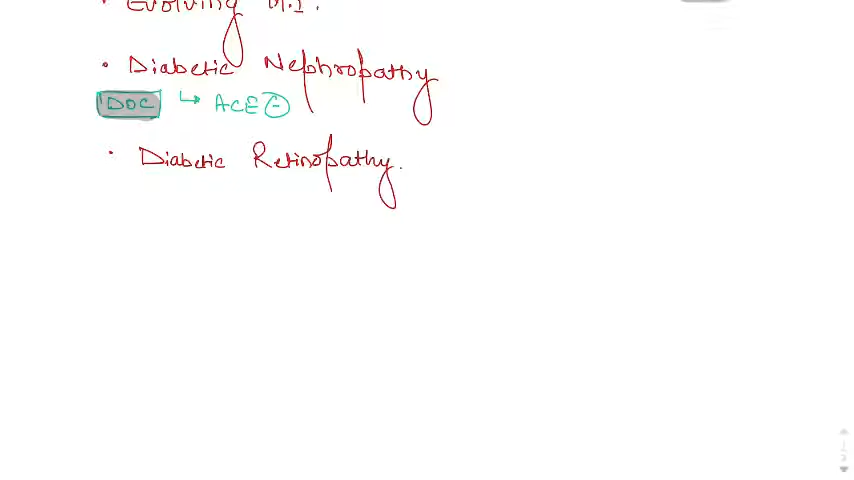 • Evolving M.I.
• Diabetic Nephropathy
DOC ↳ ACE ⊖
• Diabetic Retinopathy.